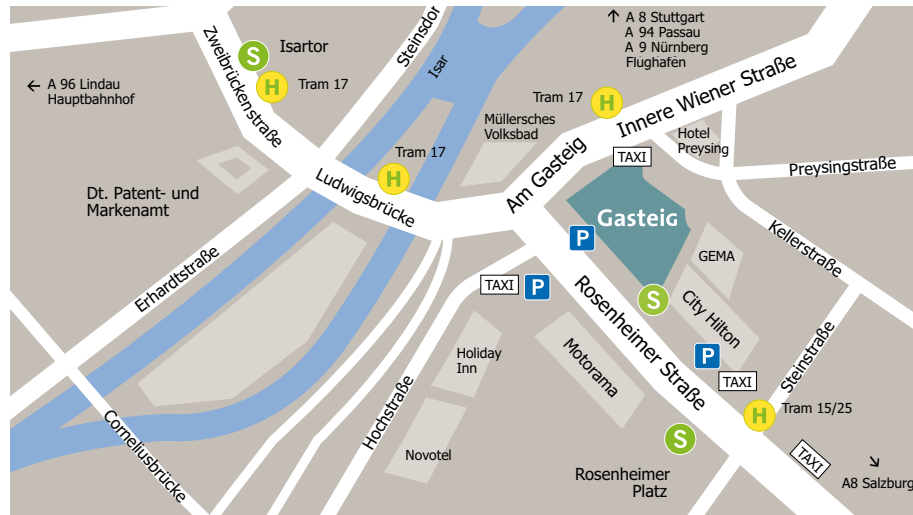 A 8 Stuttgart
A 94 Passau
A 9 Nürnberg
Flughafen
Zweibrückenstraße
S
Isartor
Steinsdor
Isar
A 96 Lindau
Hauptbahnhof
H
Tram 17
Tram 17
H
Innere Wiener Straße
Müllersches
Volksbad
Hotel
Preysing
Tram 17
H
TAXI
Preysingstraße
Am Gasteig
Dt. Patent- und
Markenamt
Ludwigsbrücke
Gasteig
Kellerstraße
P
GEMA
Erhardtstraße
TAXI
P
S
City Hilton
Rosenheimer Straße
Holiday
Inn
Motorama
P
TAXI
Steinstraße
H
Tram 15/25
Hochstraße
Corneliusbrücke
Novotel
S
TAXI
Rosenheimer
Platz
A8 Salzburg